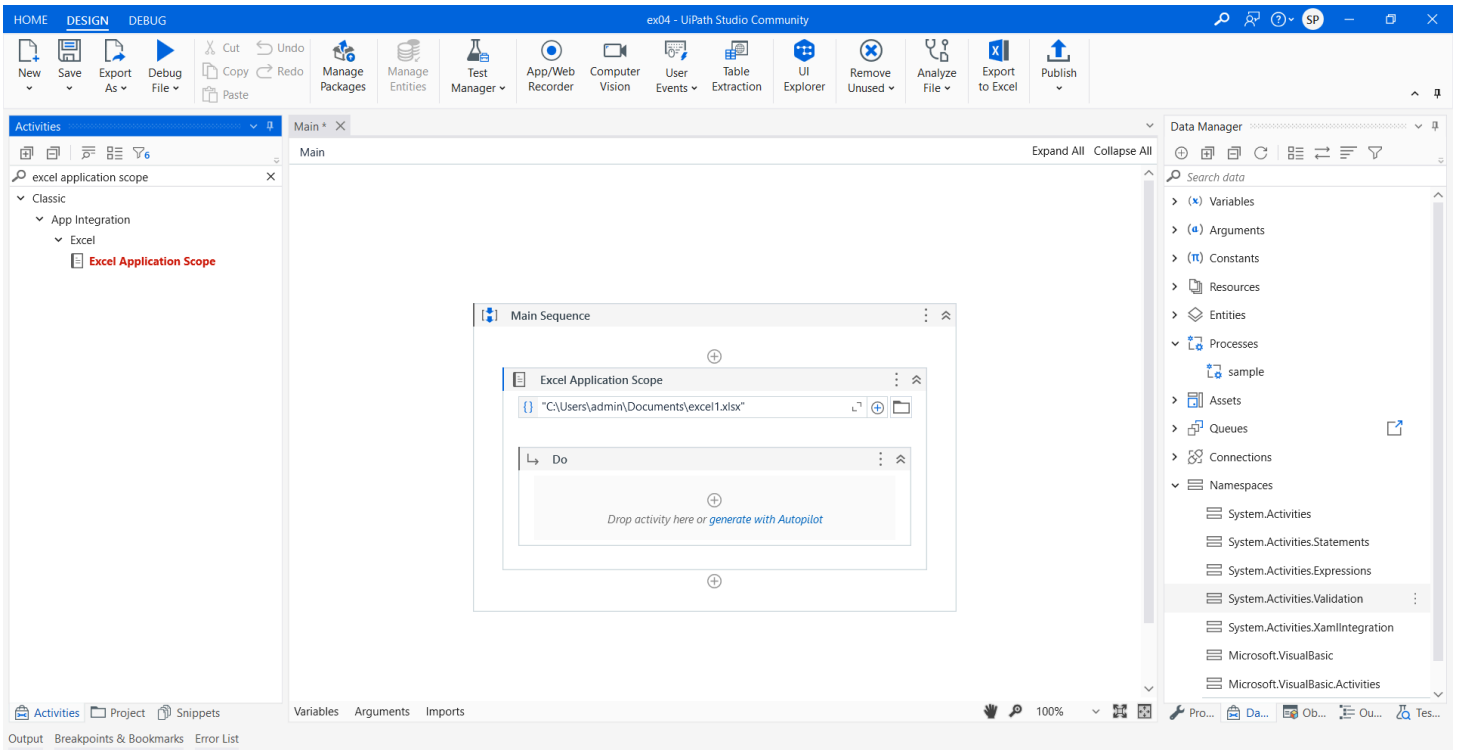 HOME DESIGN DEBUG ex04 - UiPath Studio Community SP
New Save Export As Debug File Cut Undo Copy Redo Paste Manage Packages Manage Entities Test Manager App/Web Recorder Computer Vision User Events Table Extraction UI Explorer Remove Unused Analyze File Export to Excel Publish
Activities
6
excel application scope
Classic
App Integration
Excel
Excel Application Scope
Main *
Main Expand All Collapse All
Main Sequence
Excel Application Scope
"C:\Users\admin\Documents\excel1.xlsx"
Do
Drop activity here or generate with Autopilot
Data Manager
Search data
Variables
Arguments
Constants
Resources
Entities
Processes
sample
Assets
Queues
Connections
Namespaces
System.Activities
System.Activities.Statements
System.Activities.Expressions
System.Activities.Validation
System.Activities.XamlIntegration
Microsoft.VisualBasic
Microsoft.VisualBasic.Activities
Activities Project Snippets
Variables Arguments Imports 100%
Pro... Da... Ob... Ou... Tes...
Output Breakpoints & Bookmarks Error List